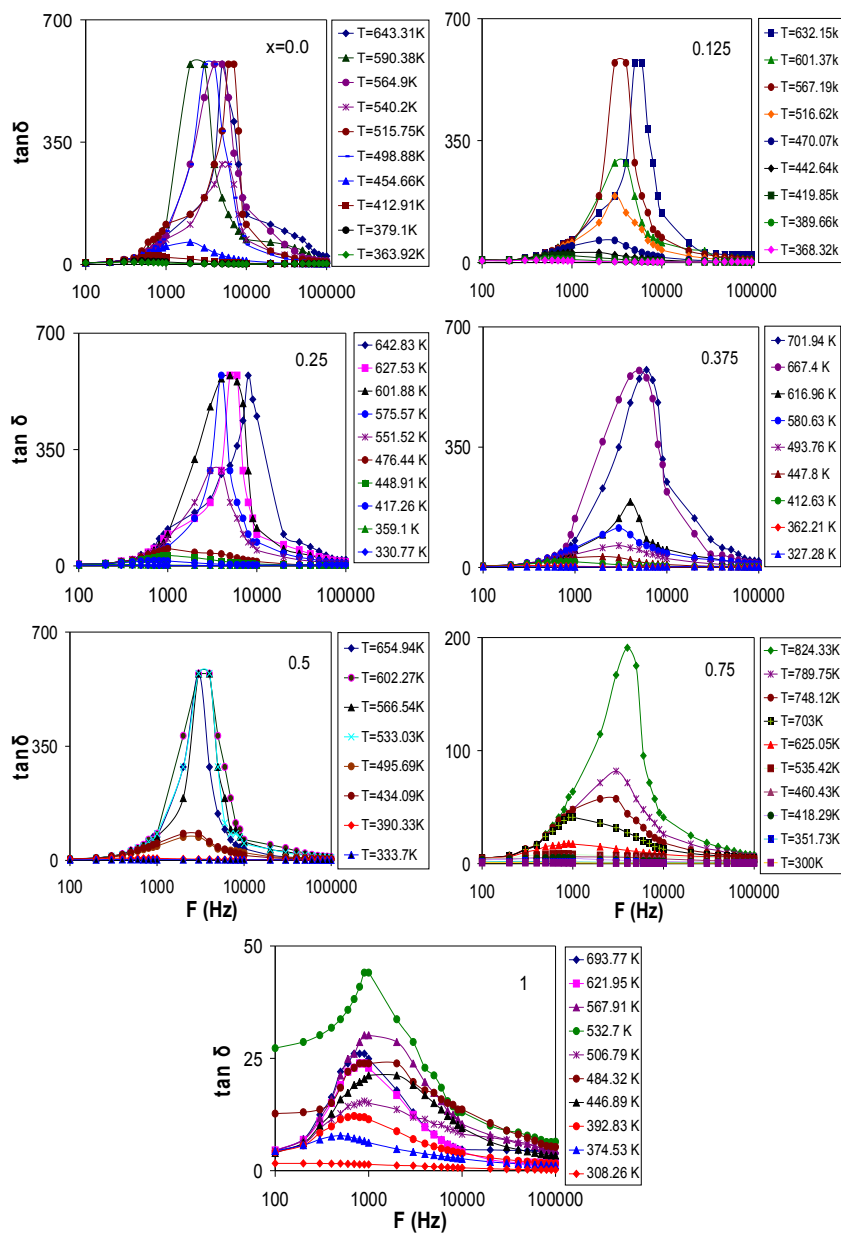 700
350
0
tanδ
x=0.0
100
1000
10000
100000
T=643.31K
T=590.38K
T=564.9K
T=540.2K
T=515.75K
T=498.88K
T=454.66K
T=412.91K
T=379.1K
T=363.92K
700
350
0
0.125
100
1000
10000
100000
T=632.15k
T=601.37k
T=567.19k
T=516.62k
T=470.07k
T=442.64k
T=419.85k
T=389.66k
T=368.32k
700
350
0
tan δ
0.25
100
1000
10000
100000
642.83 K
627.53 K
601.88 K
575.57 K
551.52 K
476.44 K
448.91 K
417.26 K
359.1 K
330.77 K
700
350
0
0.375
100
1000
10000
100000
701.94 K
667.4 K
616.96 K
580.63 K
493.76 K
447.8 K
412.63 K
362.21 K
327.28 K
700
350
0
tanδ
0.5
100
1000
10000
100000
F (Hz)
T=654.94K
T=602.27K
T=566.54K
T=533.03K
T=495.69K
T=434.09K
T=390.33K
T=333.7K
200
100
0
0.75
100
1000
10000
100000
F (Hz)
T=824.33K
T=789.75K
T=748.12K
T=703K
T=625.05K
T=535.42K
T=460.43K
T=418.29K
T=351.73K
T=300K
50
25
0
tan δ
1
100
1000
10000
100000
F (Hz)
693.77 K
621.95 K
567.91 K
532.7 K
506.79 K
484.32 K
446.89 K
392.83 K
374.53 K
308.26 K